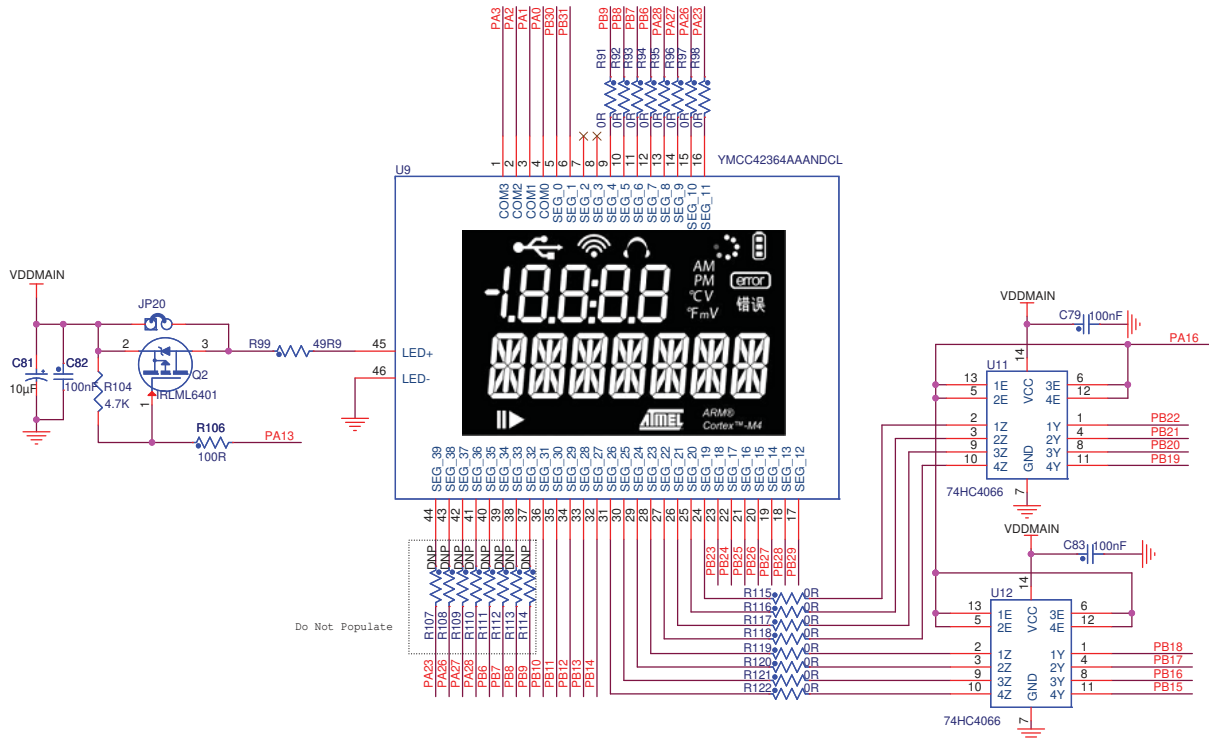 PA3
PA2
PA1
PA0
PB30
PB31
PB9
PB8
PB7
PB6
PA28
PA27
PA26
PA23
R91
R92
R93
R94
R95
R96
R97
R98
0R
0R
0R
0R
0R
0R
0R
0R
1
2
3
4
5
6
7
8
9
10
11
12
13
14
15
16
YMCC42364AAANDCL
U9
COM3
COM2
COM1
COM0
SEG_0
SEG_1
SEG_2
SEG_3
SEG_4
SEG_5
SEG_6
SEG_7
SEG_8
SEG_9
SEG_10
SEG_11
-1.8.8:8.8
AM
PM
°C V
°F m V
error
错误
ATMEL
ARM®
Cortex™-M4
VDDMAIN
JP20
2
3
R99
49R9
45
LED+
46
LED-
C81
10µF
C82
100nF
R104
4.7K
Q2
IRLML6401
1
R106
100R
PA13
SEG_39
SEG_38
SEG_37
SEG_36
SEG_35
SEG_34
SEG_33
SEG_32
SEG_31
SEG_30
SEG_29
SEG_28
SEG_27
SEG_26
SEG_25
SEG_24
SEG_23
SEG_22
SEG_21
SEG_20
SEG_19
SEG_18
SEG_17
SEG_16
SEG_15
SEG_14
SEG_13
SEG_12
44
43
42
41
40
39
38
37
36
35
34
33
32
31
30
29
28
27
26
25
24
23
22
21
20
19
18
17
DNP
DNP
DNP
DNP
DNP
DNP
DNP
DNP
R107
R108
R109
R110
R111
R112
R113
R114
Do Not Populate
PA23
PA26
PA27
PA28
PB6
PB7
PB8
PB9
PB10
PB11
PB12
PB13
PB14
PB23
PB22
PB25
PB26
PB27
PB28
PB29
R115 0R
R116 0R
R117 0R
R118 0R
R119 0R
R120 0R
R121 0R
R122 0R
VDDMAIN
C79 100nF
PA16
14
U11
13 1E VCC 3E 6
5 2E 4E 12
2 1Z 1Y 1 PB22
3 2Z 2Y 4 PB21
9 3Z GND 3Y 8 PB20
10 4Z 4Y 11 PB19
7
74HC4066
VDDMAIN
C83 100nF
14
U12
13 1E VCC 3E 6
5 2E 4E 12
2 1Z 1Y 1 PB18
3 2Z 2Y 4 PB17
9 3Z GND 3Y 8 PB16
10 4Z 4Y 11 PB15
7
74HC4066